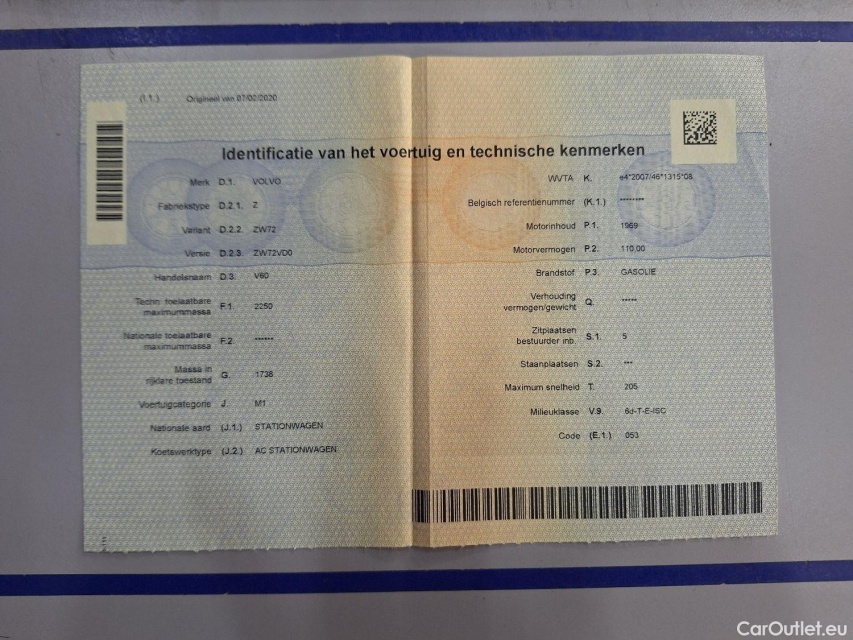 (I.1.) Origineel van 07/02/2020
Identificatie van het voertuig en technische kenmerken
Merk D.1. VOLVO
Fabriekstype D.2.1. Z
Variant D.2.2. ZW72
Versie D.2.3. ZW72VD0
Handelsnaam D.3. V60
Techn. toelaatbare
maximummassa F.1. 2250
Nationale toelaatbare
maximummassa F.2. ------
Massa in
rijklare toestand G. 1738
Voertuigcategorie J. M1
Nationale aard (J.1.) STATIONWAGEN
Koetswerktype (J.2.) AC STATIONWAGEN
WVTA K. e4*2007/46*1315*08
Belgisch referentienummer (K.1.) --------
Motorinhoud P.1. 1969
Motorvermogen P.2. 110.00
Brandstof P.3. GASOLIE
Verhouding
vermogen/gewicht Q. -----
Zitplaatsen
bestuurder inb. S.1. 5
Staanplaatsen S.2. ---
Maximum snelheid T. 205
Milieuklasse V.9. 6d-T-E-ISC
Code (E.1.) 053
CarOutlet.eu